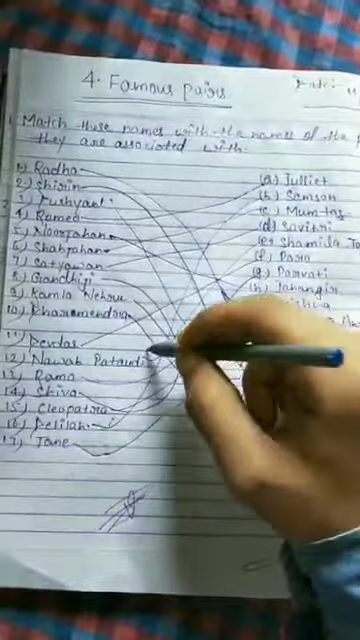 4. Famous pairs
Match these names with the names of the
they are associated with.
1) Radha
2) Shirin
3) Dushyant
4) Romeo
5) Noorjahan
6) Shahjahan
7) Satyawan
8) Gandhiji
9) Kamla Nehru
10) Dharamendra
11) Devdas
12) Nawab Pataudi
13) Rama
14) Shiva
15) Cleopatra
16) Delilah
17) Jane
(a) Julliet
(b) Samson
(c) Mumtaz
(d) Savitri
(e) Sharmila
(f) Paro
(g) Parvati
(h) Jahangir